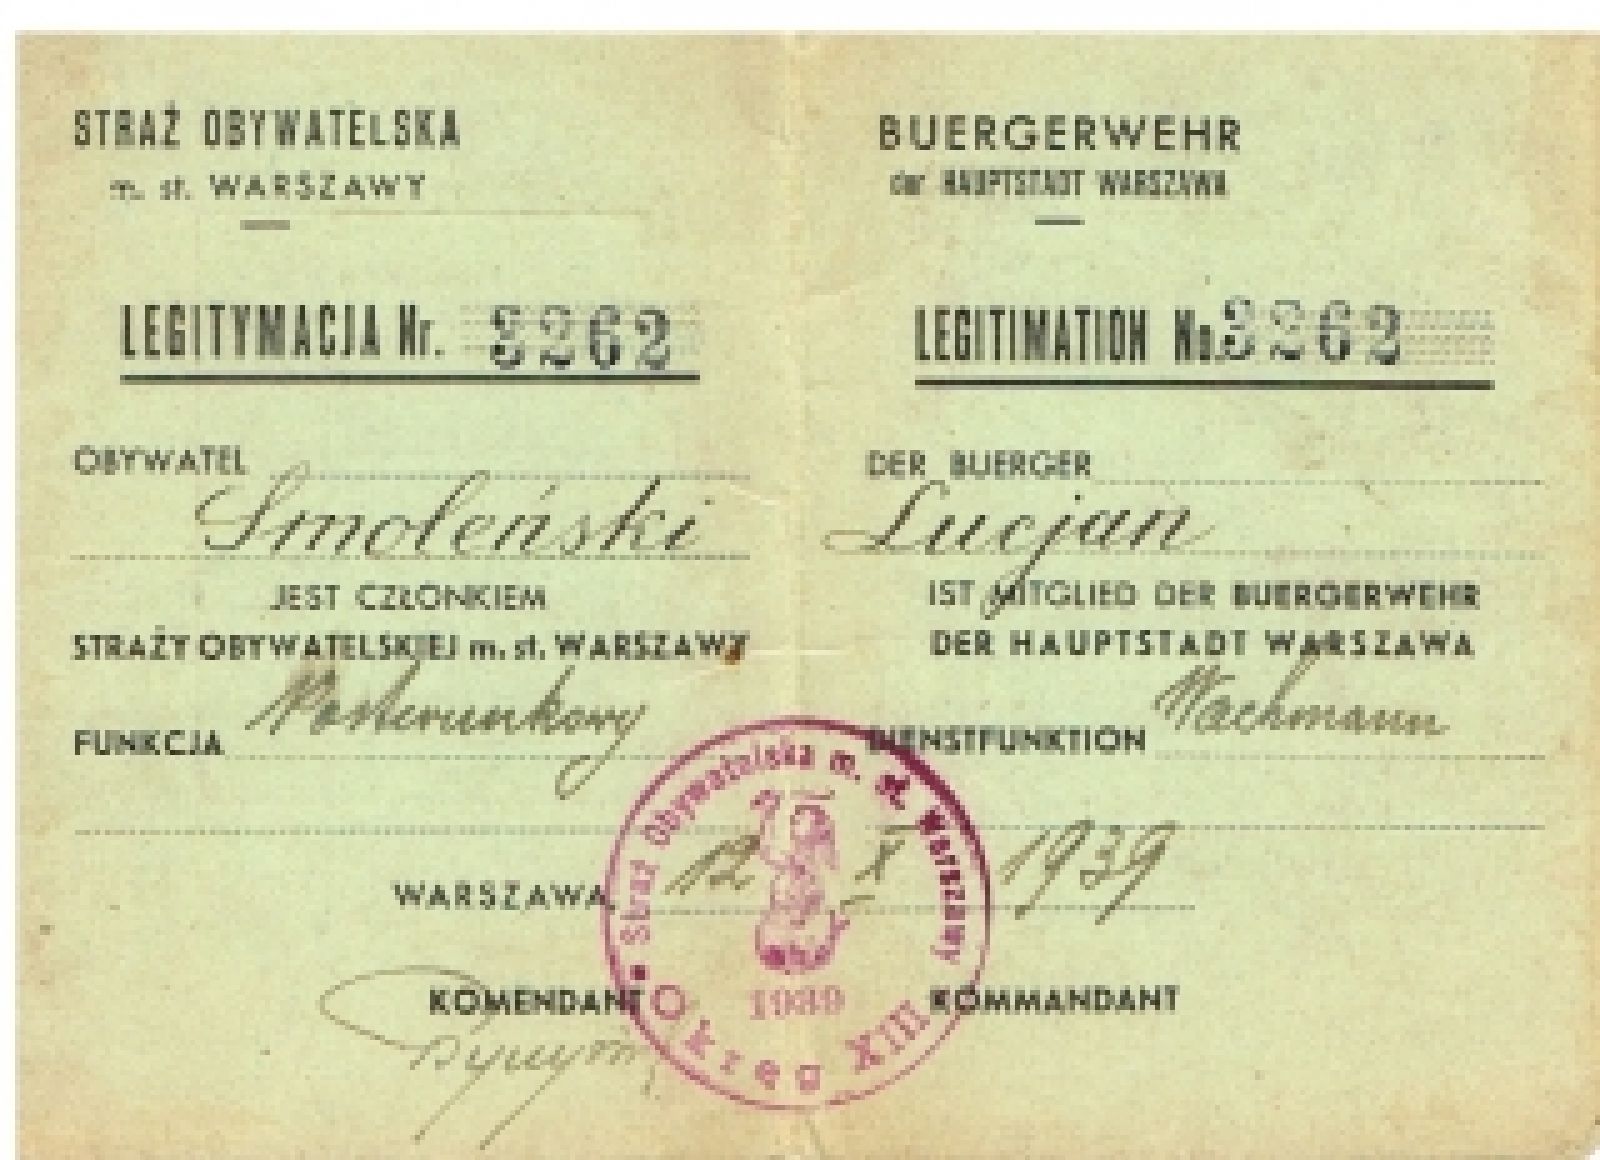 STRAŻ OBYWATELSKA
m. st. WARSZAWY
LEGITYMACJA Nr. 3262
OBYWATEL
Smoleński
JEST CZŁONKIEM
STRAŻY OBYWATELSKIEJ m. st. WARSZAWY
FUNKCJA Posterunkowy
BUERGERWEHR
der HAUPTSTADT WARSZAWA
LEGITIMATION No. 3262
DER BUERGER
Lucjan
IST MITGLIED DER BUERGERWEHR
DER HAUPTSTADT WARSZAWA
DIENSTFUNKTION Wachmann
WARSZAWA, 12 X 1939
KOMENDANT KOMMANDANT
Straż Obywatelska m. st. Warszawy
1939
Okręg XIII